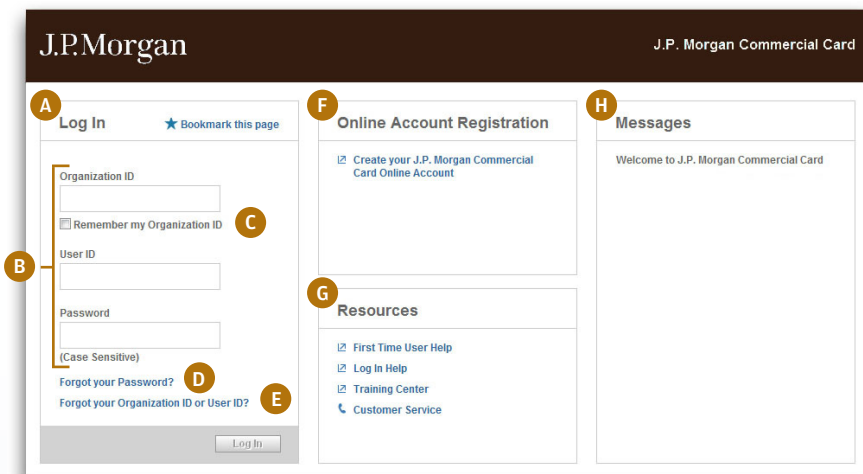 J.P.Morgan
J.P. Morgan Commercial Card
A
Log In
Bookmark this page
B
Organization ID
Remember my Organization ID
C
User ID
Password
(Case Sensitive)
Forgot your Password?
D
Forgot your Organization ID or User ID?
E
Log In
F
Online Account Registration
Create your J.P. Morgan Commercial
Card Online Account
G
Resources
First Time User Help
Log In Help
Training Center
Customer Service
H
Messages
Welcome to J.P. Morgan Commercial Card